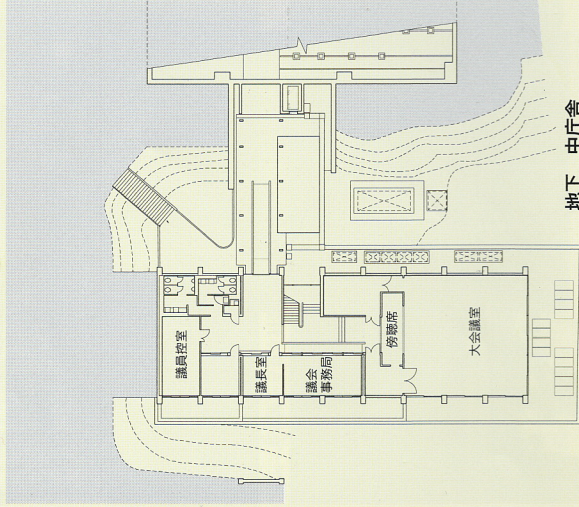 議員控室
議長室
議会
事務局
傍聴席
大会議室
地下 中庁舎